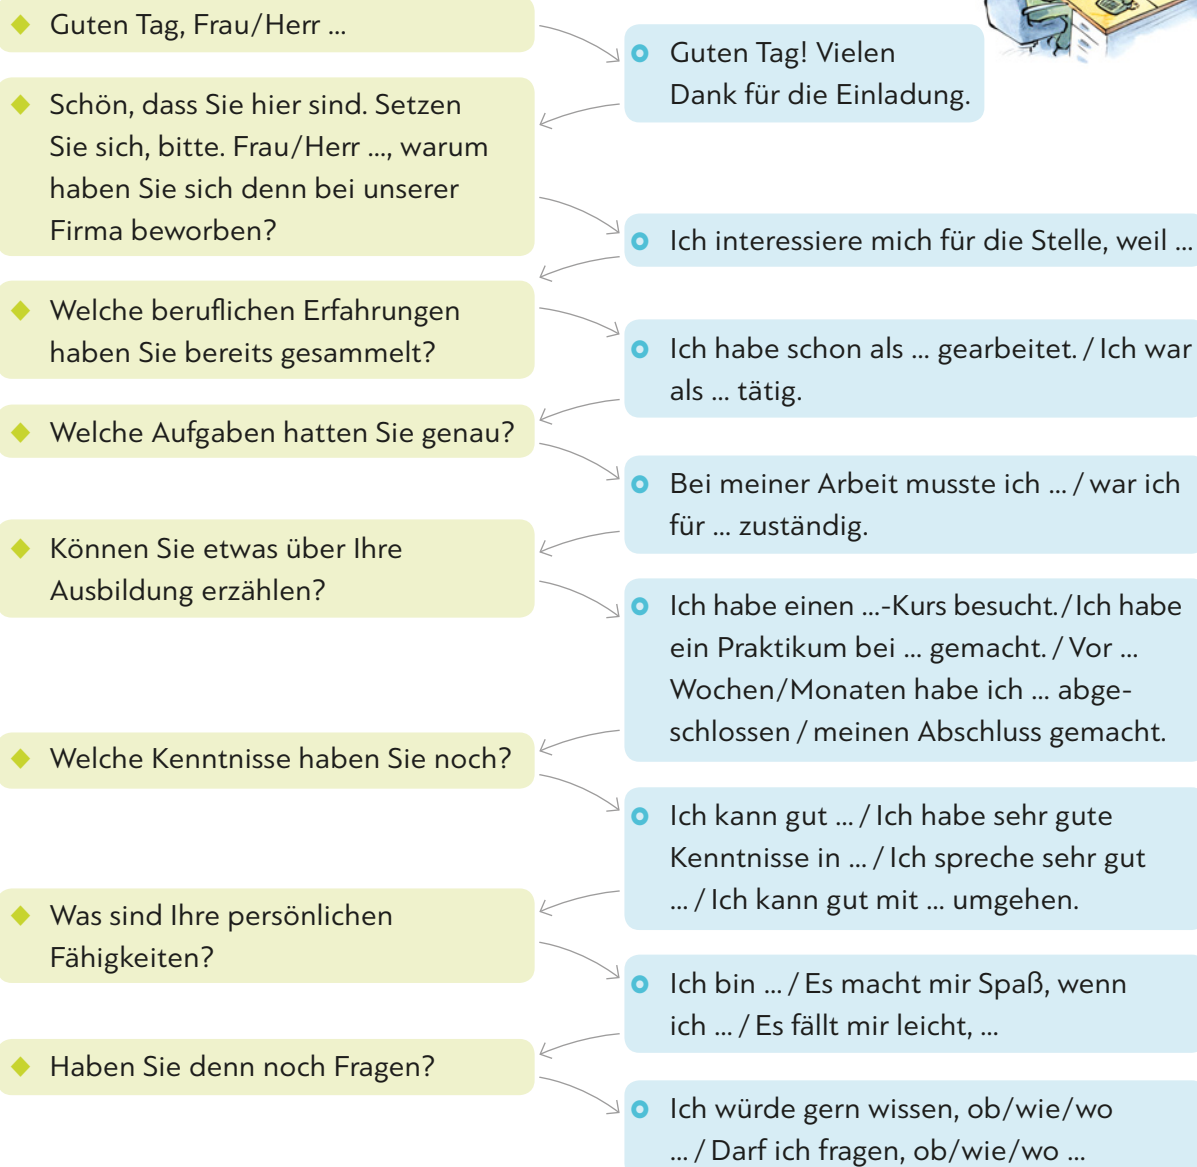 Guten Tag, Frau/Herr ...
Guten Tag! Vielen
Dank für die Einladung.
Schön, dass Sie hier sind. Setzen
Sie sich, bitte. Frau/Herr ..., warum
haben Sie sich denn bei unserer
Firma beworben?
Ich interessiere mich für die Stelle, weil ...
Welche beruflichen Erfahrungen
haben Sie bereits gesammelt?
Ich habe schon als ... gearbeitet. / Ich war
als ... tätig.
Welche Aufgaben hatten Sie genau?
Bei meiner Arbeit musste ich ... / war ich
für ... zuständig.
Können Sie etwas über Ihre
Ausbildung erzählen?
Ich habe einen ...-Kurs besucht. / Ich habe
ein Praktikum bei ... gemacht. / Vor ...
Wochen/Monaten habe ich ... abge-
schlossen / meinen Abschluss gemacht.
Welche Kenntnisse haben Sie noch?
Ich kann gut ... / Ich habe sehr gute
Kenntnisse in ... / Ich spreche sehr gut
... / Ich kann gut mit ... umgehen.
Was sind Ihre persönlichen
Fähigkeiten?
Ich bin ... / Es macht mir Spaß, wenn
ich ... / Es fällt mir leicht, ...
Haben Sie denn noch Fragen?
Ich würde gern wissen, ob/wie/wo
... / Darf ich fragen, ob/wie/wo ...